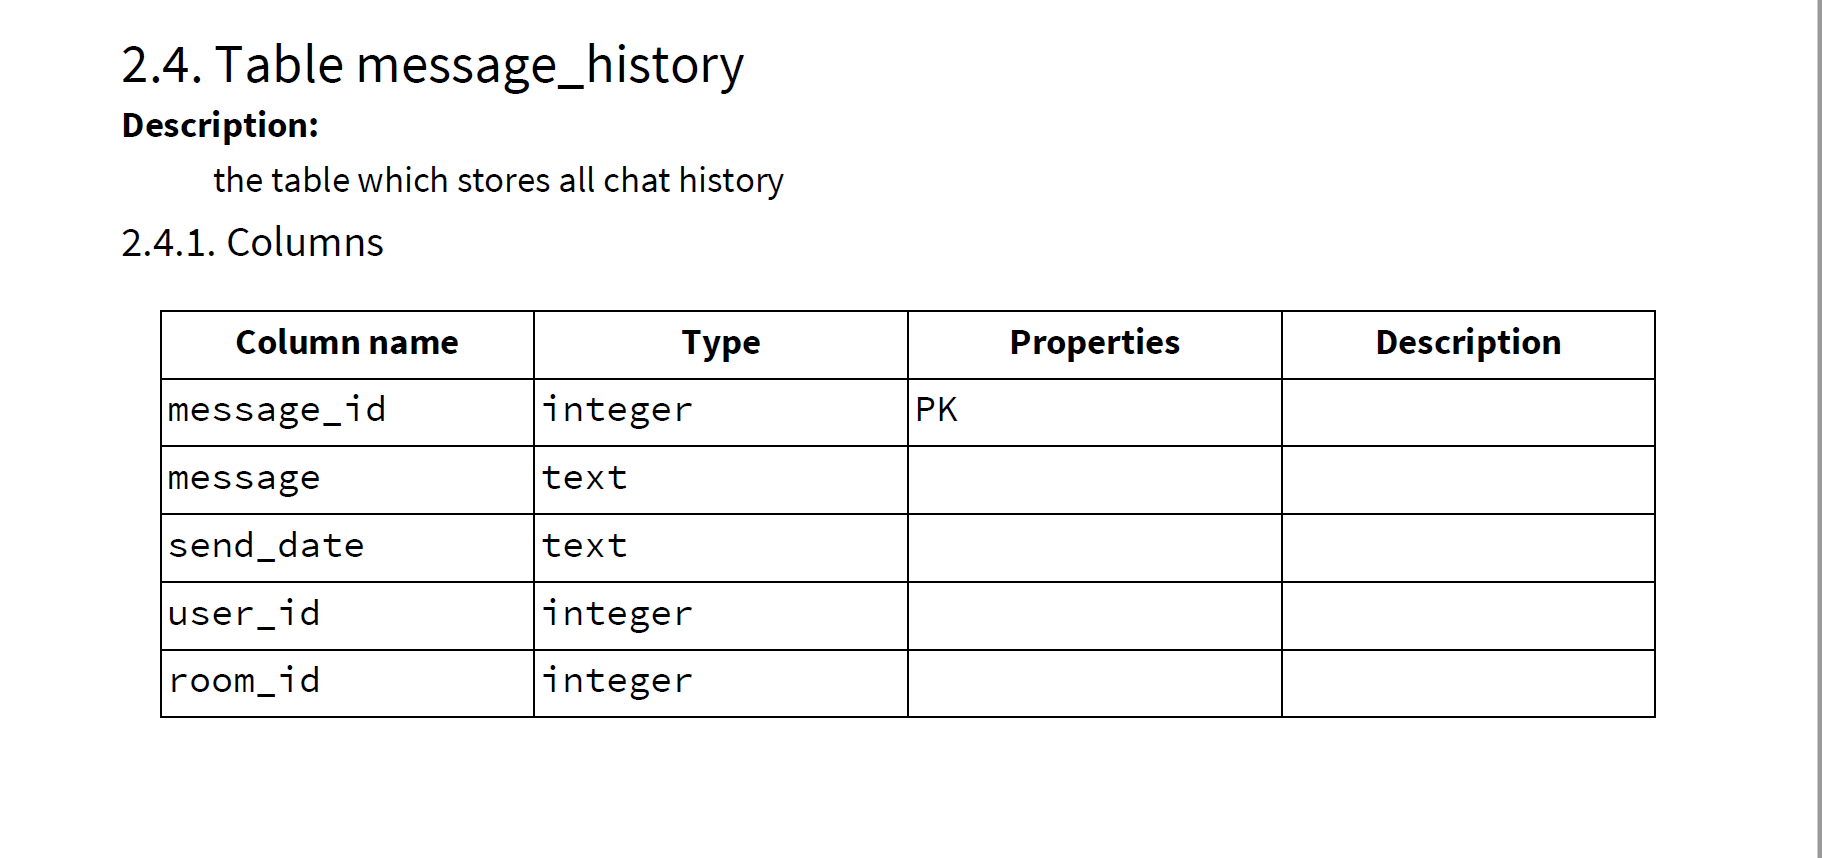 2.4. Table message_history
Description:
the table which stores all chat history
2.4.1. Columns
Column name Type Properties Description
message_id integer PK
message text
send_date text
user_id integer
room_id integer